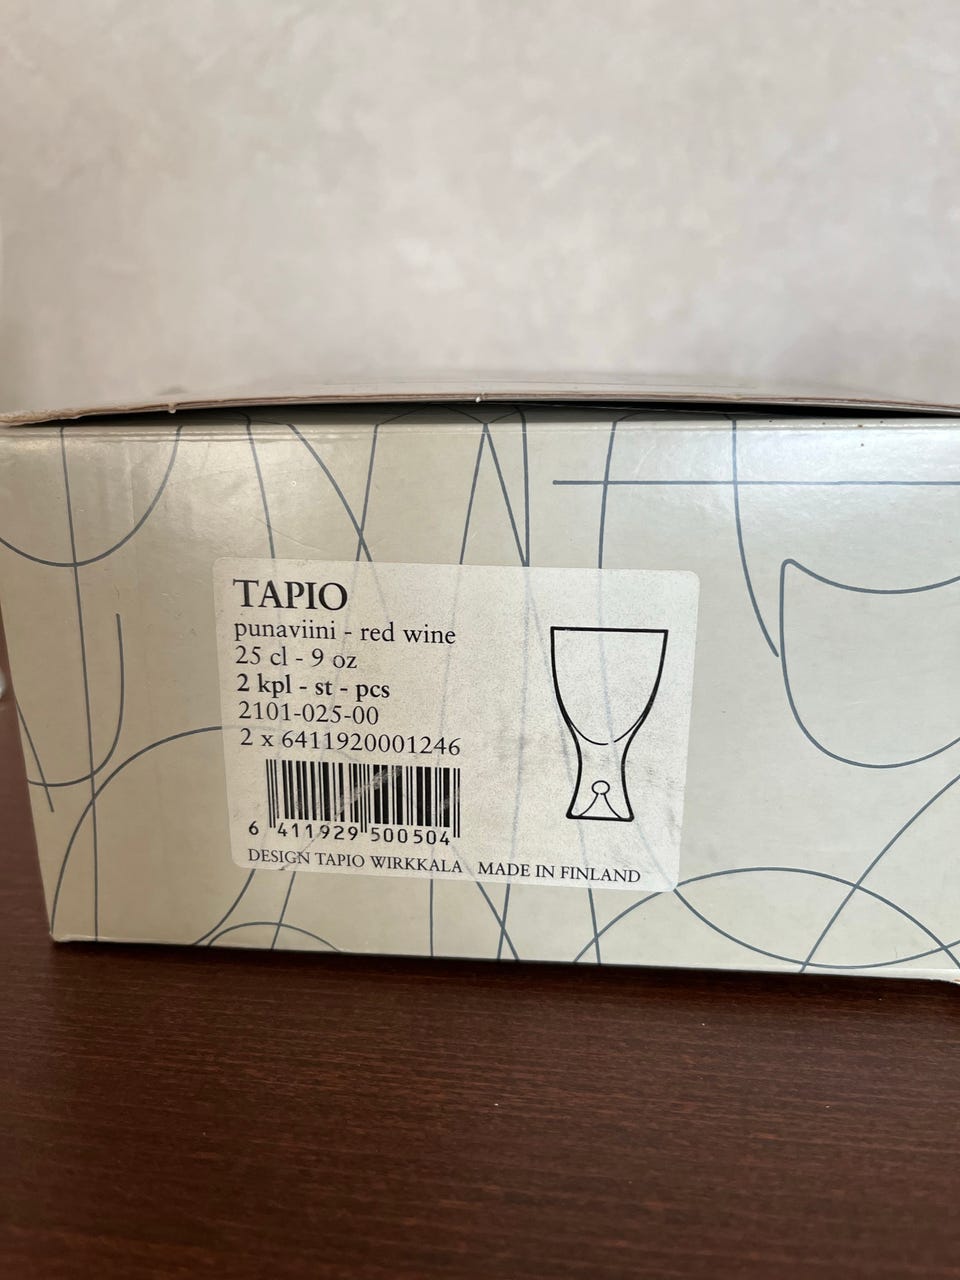 TAPIO
punaviini - red wine
25 cl - 9 oz
2 kpl - st - pcs
2101-025-00
2 x 6411920001246
6 411929 500504
DESIGN TAPIO WIRKKALA MADE IN FINLAND